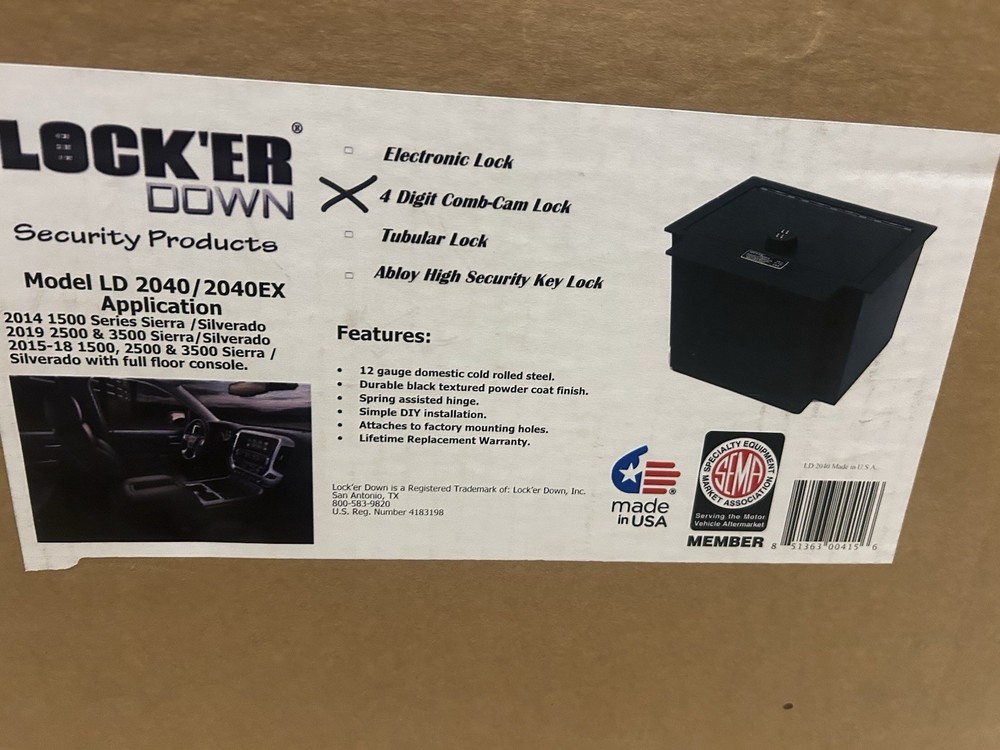 LOCK'ER®
DOWN
Security Products
Model LD 2040/2040EX
Application
2014 1500 Series Sierra /Silverado
2019 2500 & 3500 Sierra/Silverado
2015-18 1500, 2500 & 3500 Sierra /
Silverado with full floor console.
Electronic Lock
4 Digit Comb-Cam Lock
Tubular Lock
Abloy High Security Key Lock
Features:
• 12 gauge domestic cold rolled steel.
• Durable black textured powder coat finish.
• Spring assisted hinge.
• Simple DIY installation.
• Attaches to factory mounting holes.
• Lifetime Replacement Warranty.
Lock'er Down is a Registered Trademark of: Lock'er Down, Inc.
San Antonio, TX
800-583-9820
U.S. Reg. Number 4183198
®
made
in USA
SPECIALTY EQUIPMENT
SEMA
MARKET ASSOCIATION
Serving the Motor
Vehicle Aftermarket
MEMBER
LD 2040 Made in U.S.A.
8 51363 00415 6